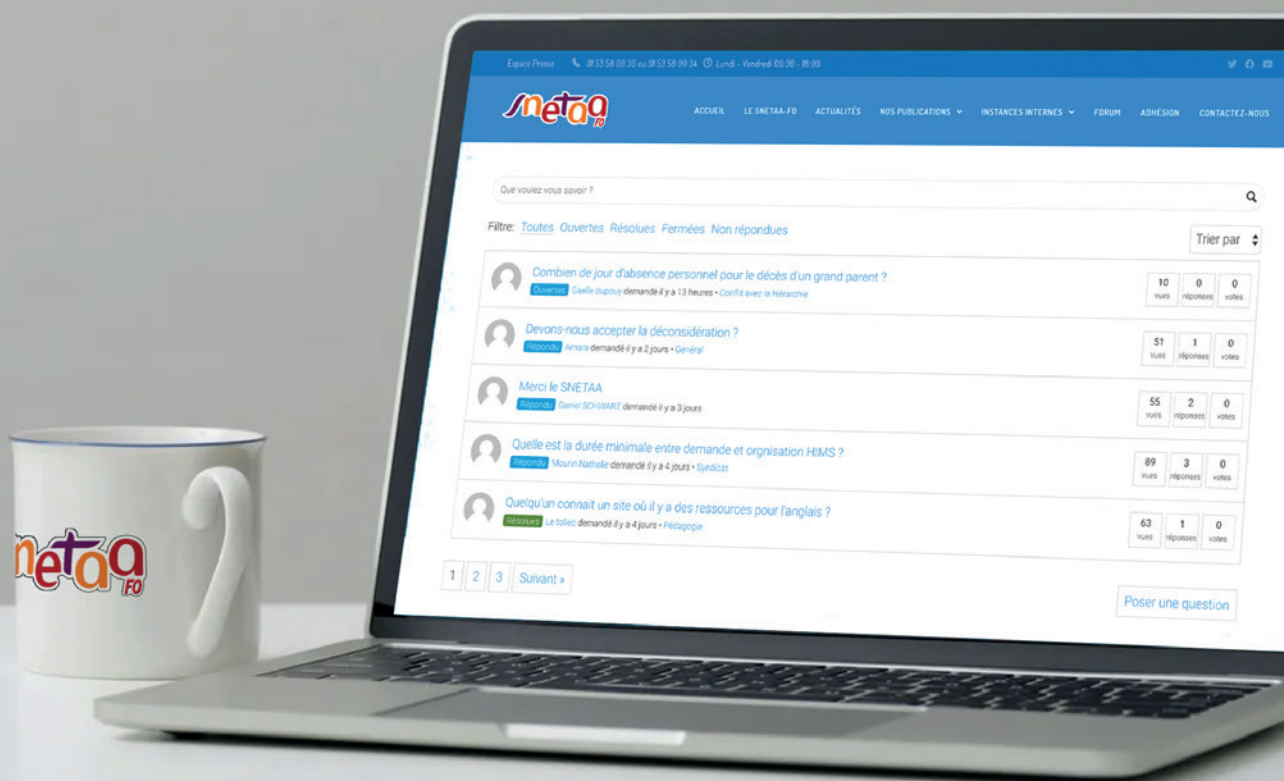 Espace Presse 01 53 58 00 30 ou 01 53 58 00 34 Lundi - Vendredi 09:30 - 18:00
snetaa FO
ACCUEIL LE SNETAA-FO ACTUALITÉS NOS PUBLICATIONS INSTANCES INTERNES FORUM ADHÉSION CONTACTEZ-NOUS
Que voulez vous savoir ?
Filtre: Toutes Ouvertes Résolues Fermées Non répondues
Trier par
Combien de jour d'absence personnel pour le décès d'un grand parent ?
Ouvertes Gaelle dupouy demandé il y a 13 heures • Conflit avec la hiérarchie
10 0 0
vues réponses votes
Devons-nous accepter la déconsidération ?
Répondu Amara demandé il y a 2 jours • Général
51 1 0
vues réponses votes
Merci le SNETAA
Répondu Daniel SCHWARZ demandé il y a 3 jours
55 2 0
vues réponses votes
Quelle est la durée minimale entre demande et orgnisation HIMS ?
Répondu Mourin Nathalie demandé il y a 4 jours • Syndicat
89 3 0
vues réponses votes
Quelqu'un connait un site où il y a des ressources pour l'anglais ?
Résolues Le tollec demandé il y a 4 jours • Pédagogie
63 1 0
vues réponses votes
1 2 3 Suivant »
Poser une question
netaa
FO